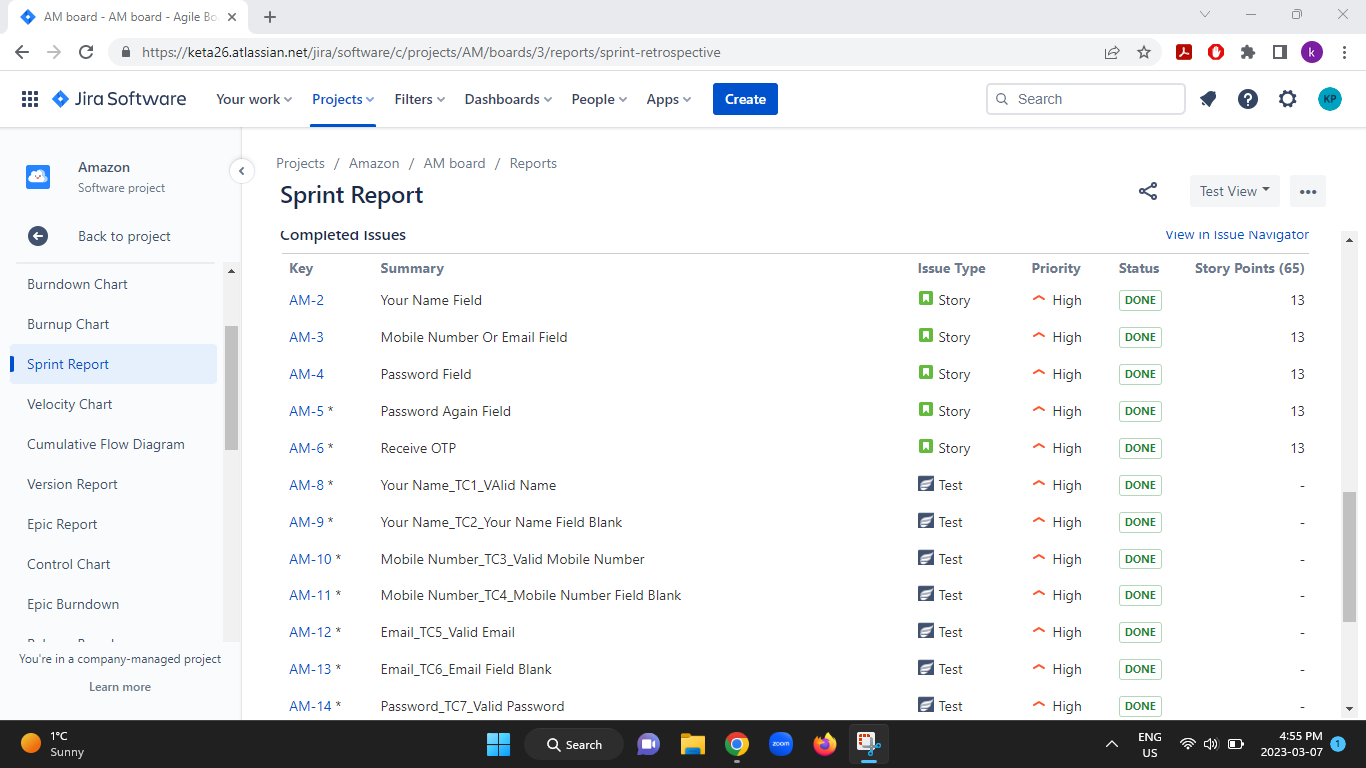 AM board - AM board - Agile Bo
https://keta26.atlassian.net/jira/software/c/projects/AM/boards/3/reports/sprint-retrospective
k
Jira Software Your work Projects Filters Dashboards People Apps Create Search KP
Amazon
Software project
Back to project
Burndown Chart
Burnup Chart
Sprint Report
Velocity Chart
Cumulative Flow Diagram
Version Report
Epic Report
Control Chart
Epic Burndown
You're in a company-managed project
Learn more
Projects / Amazon / AM board / Reports
Sprint Report
Test View
Completed Issues View in Issue Navigator
Key Summary Issue Type Priority Status Story Points (65)
AM-2 Your Name Field Story High DONE 13
AM-3 Mobile Number Or Email Field Story High DONE 13
AM-4 Password Field Story High DONE 13
AM-5 * Password Again Field Story High DONE 13
AM-6 * Receive OTP Story High DONE 13
AM-8 * Your Name_TC1_VAlid Name Test High DONE -
AM-9 * Your Name_TC2_Your Name Field Blank Test High DONE -
AM-10 * Mobile Number_TC3_Valid Mobile Number Test High DONE -
AM-11 * Mobile Number_TC4_Mobile Number Field Blank Test High DONE -
AM-12 * Email_TC5_Valid Email Test High DONE -
AM-13 * Email_TC6_Email Field Blank Test High DONE -
AM-14 * Password_TC7_Valid Password Test High DONE -
1°C
Sunny
Search
zoom
ENG
US
4:55 PM
2023-03-07
1